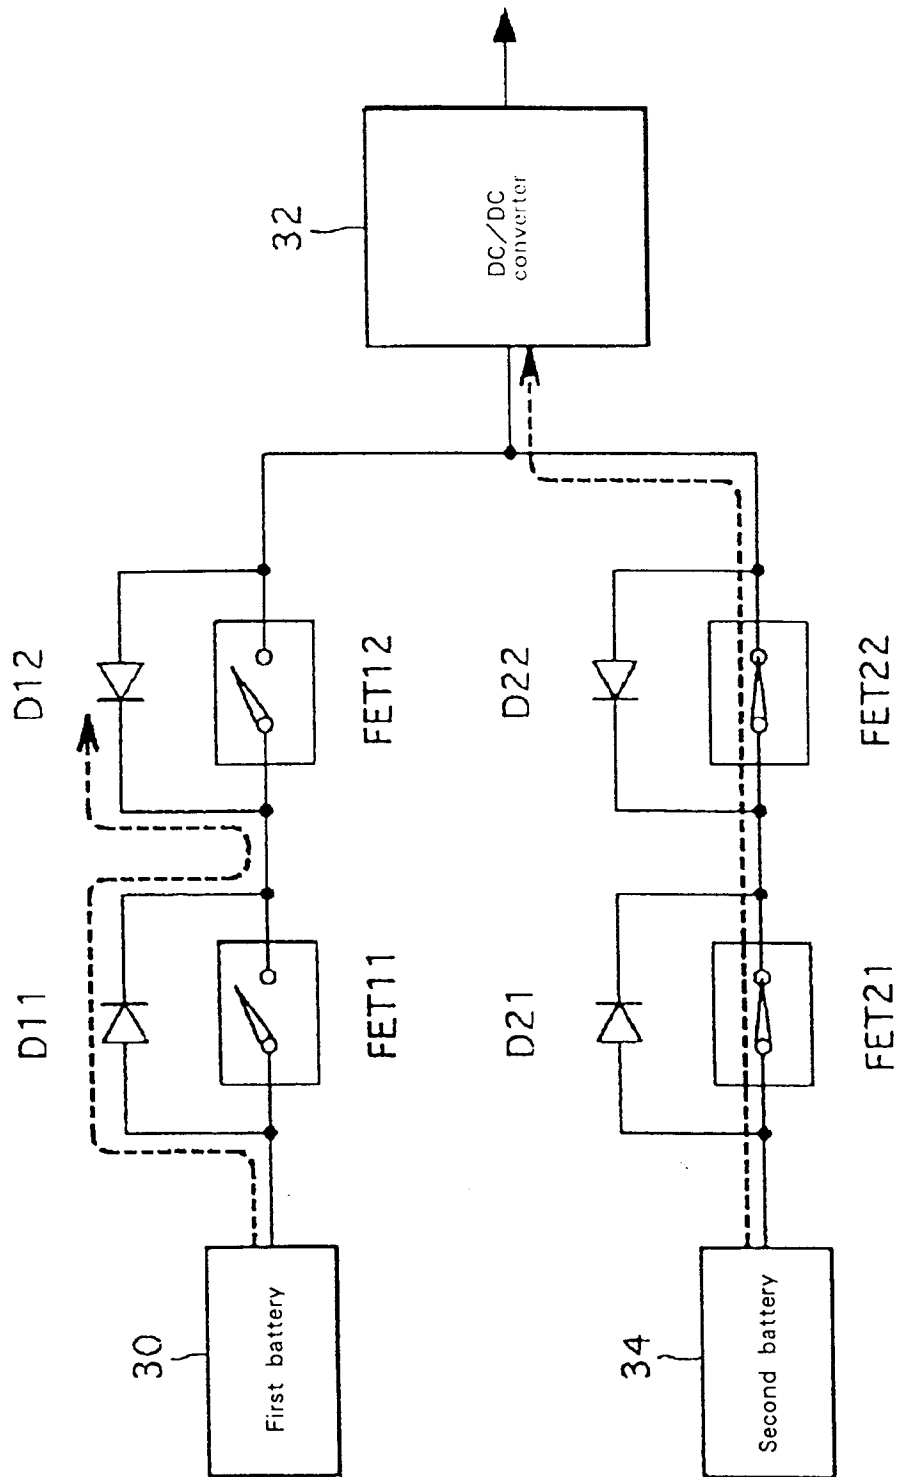 30
First battery
D11
FET11
D12
FET12
32
DC/DC
converter
34
Second battery
D21
FET21
D22
FET22